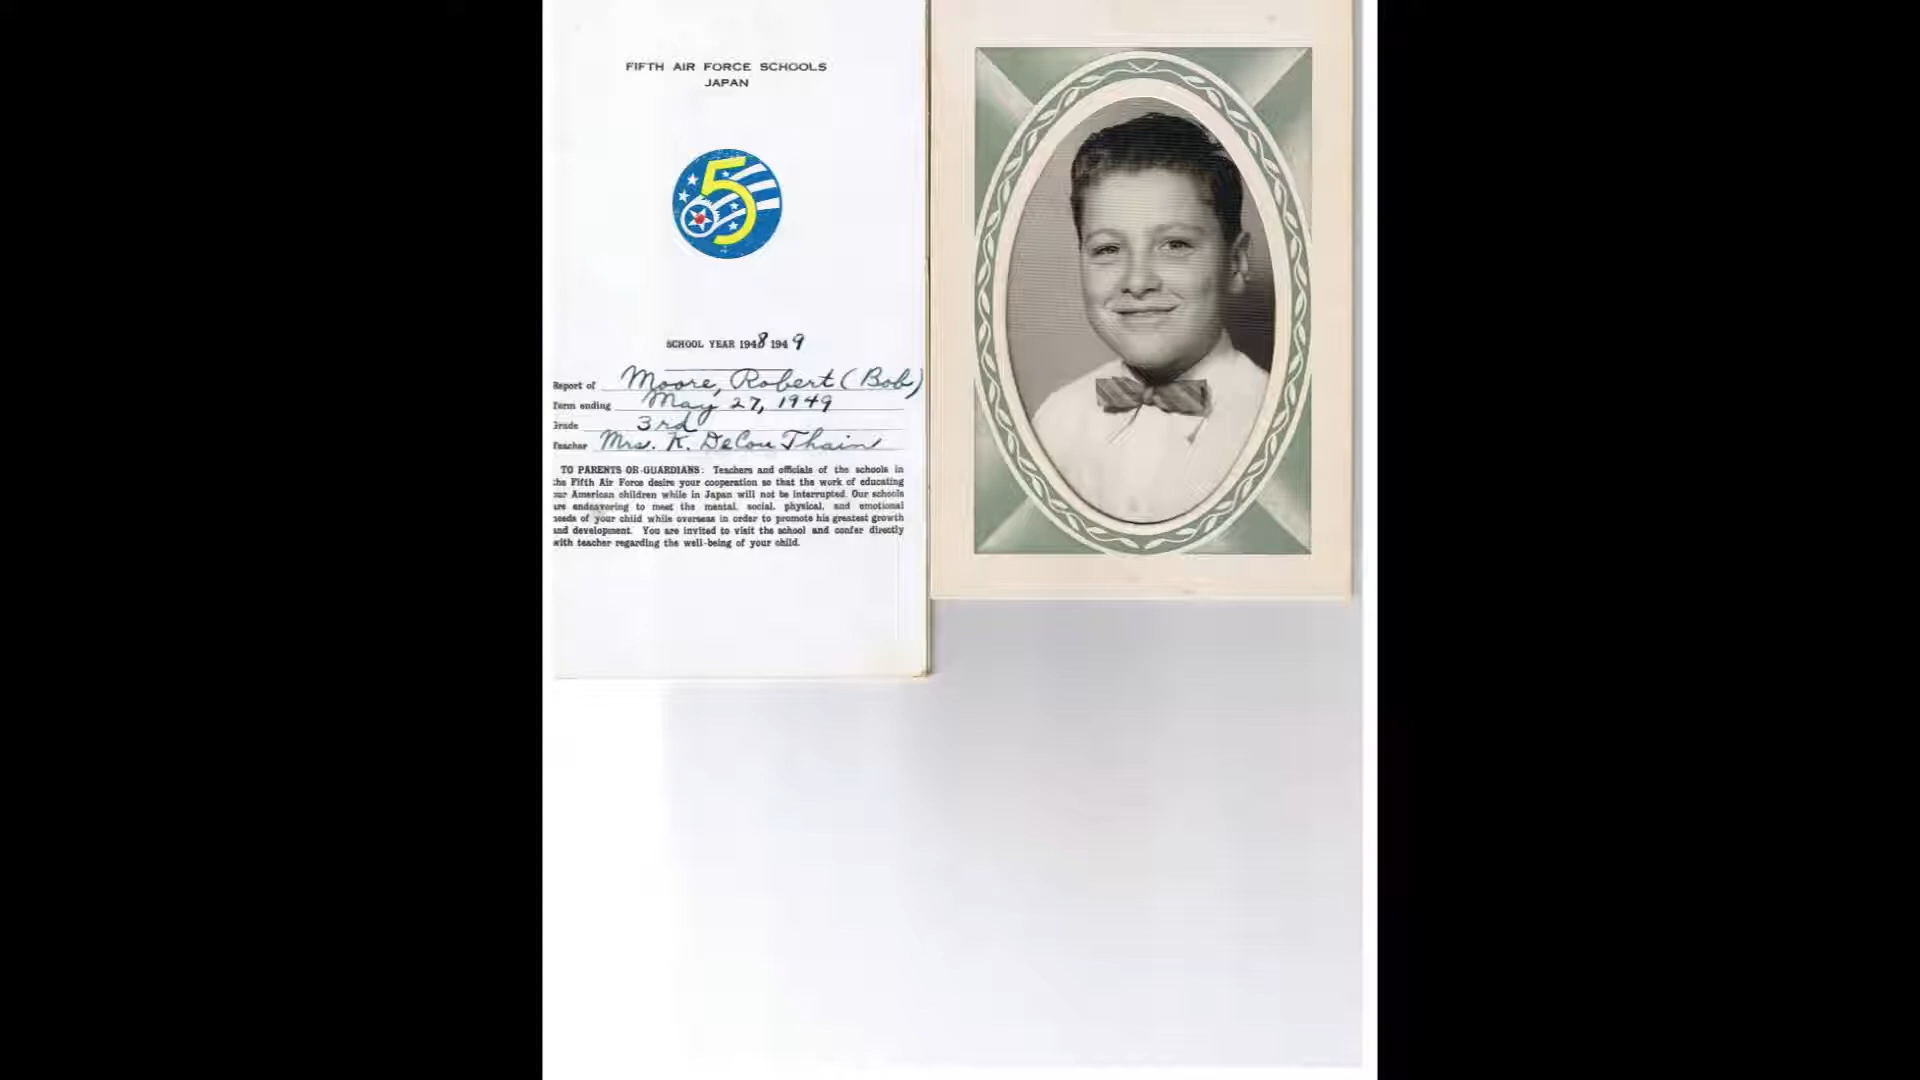 FIFTH AIR FORCE SCHOOLS
JAPAN
5
SCHOOL YEAR 1948 1949
Report of Moore, Robert (Bob)
Term ending May 27, 1949
Grade 3rd
Teacher Mrs. K. DeCou Thain
TO PARENTS OR GUARDIANS: Teachers and officials of the schools in
the Fifth Air Force desire your cooperation so that the work of educating
our American children while in Japan will not be interrupted. Our schools
are endeavoring to meet the mental, social, physical, and emotional
needs of your child while overseas in order to promote his greatest growth
and development. You are invited to visit the school and confer directly
with teacher regarding the well-being of your child.